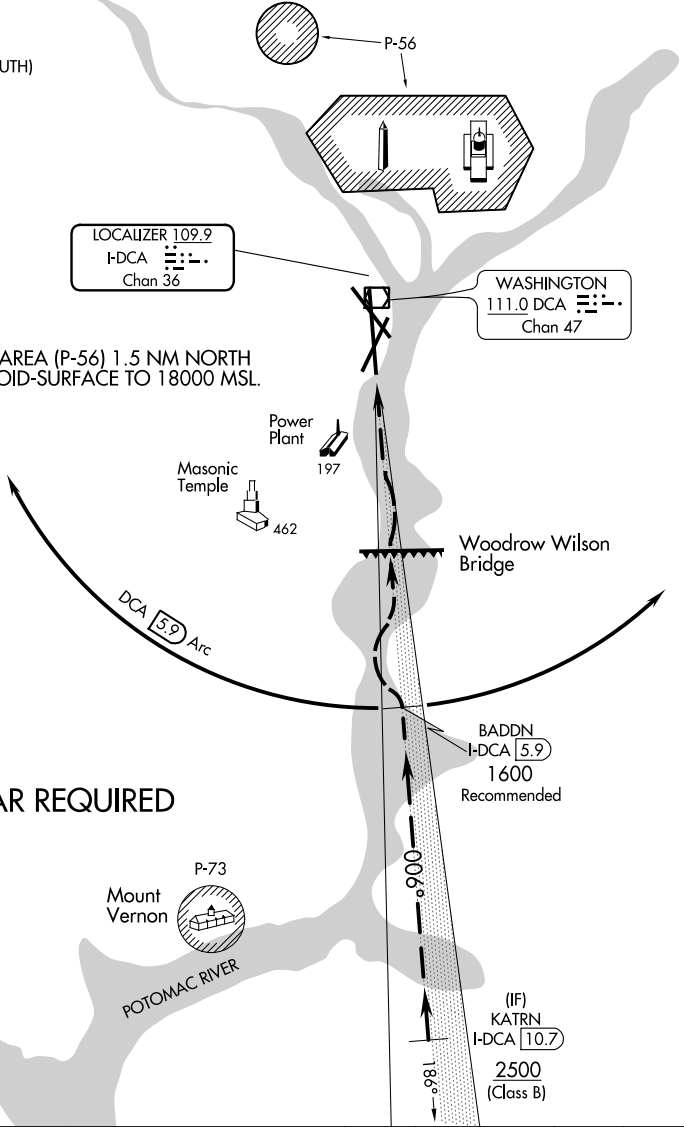 P-56
UTH)
LOCALIZER 109.9
I-DCA
Chan 36
WASHINGTON
111.0 DCA
Chan 47
AREA (P-56) 1.5 NM NORTH
OID-SURFACE TO 18000 MSL.
Power
Plant
197
Masonic
Temple
462
Woodrow Wilson
Bridge
DCA 5.9 Arc
BADDN
I-DCA 5.9
1600
Recommended
AR REQUIRED
P-73
Mount
Vernon
006°
POTOMAC RIVER
(IF)
KATRN
I-DCA 10.7
2500
(Class B)
186°